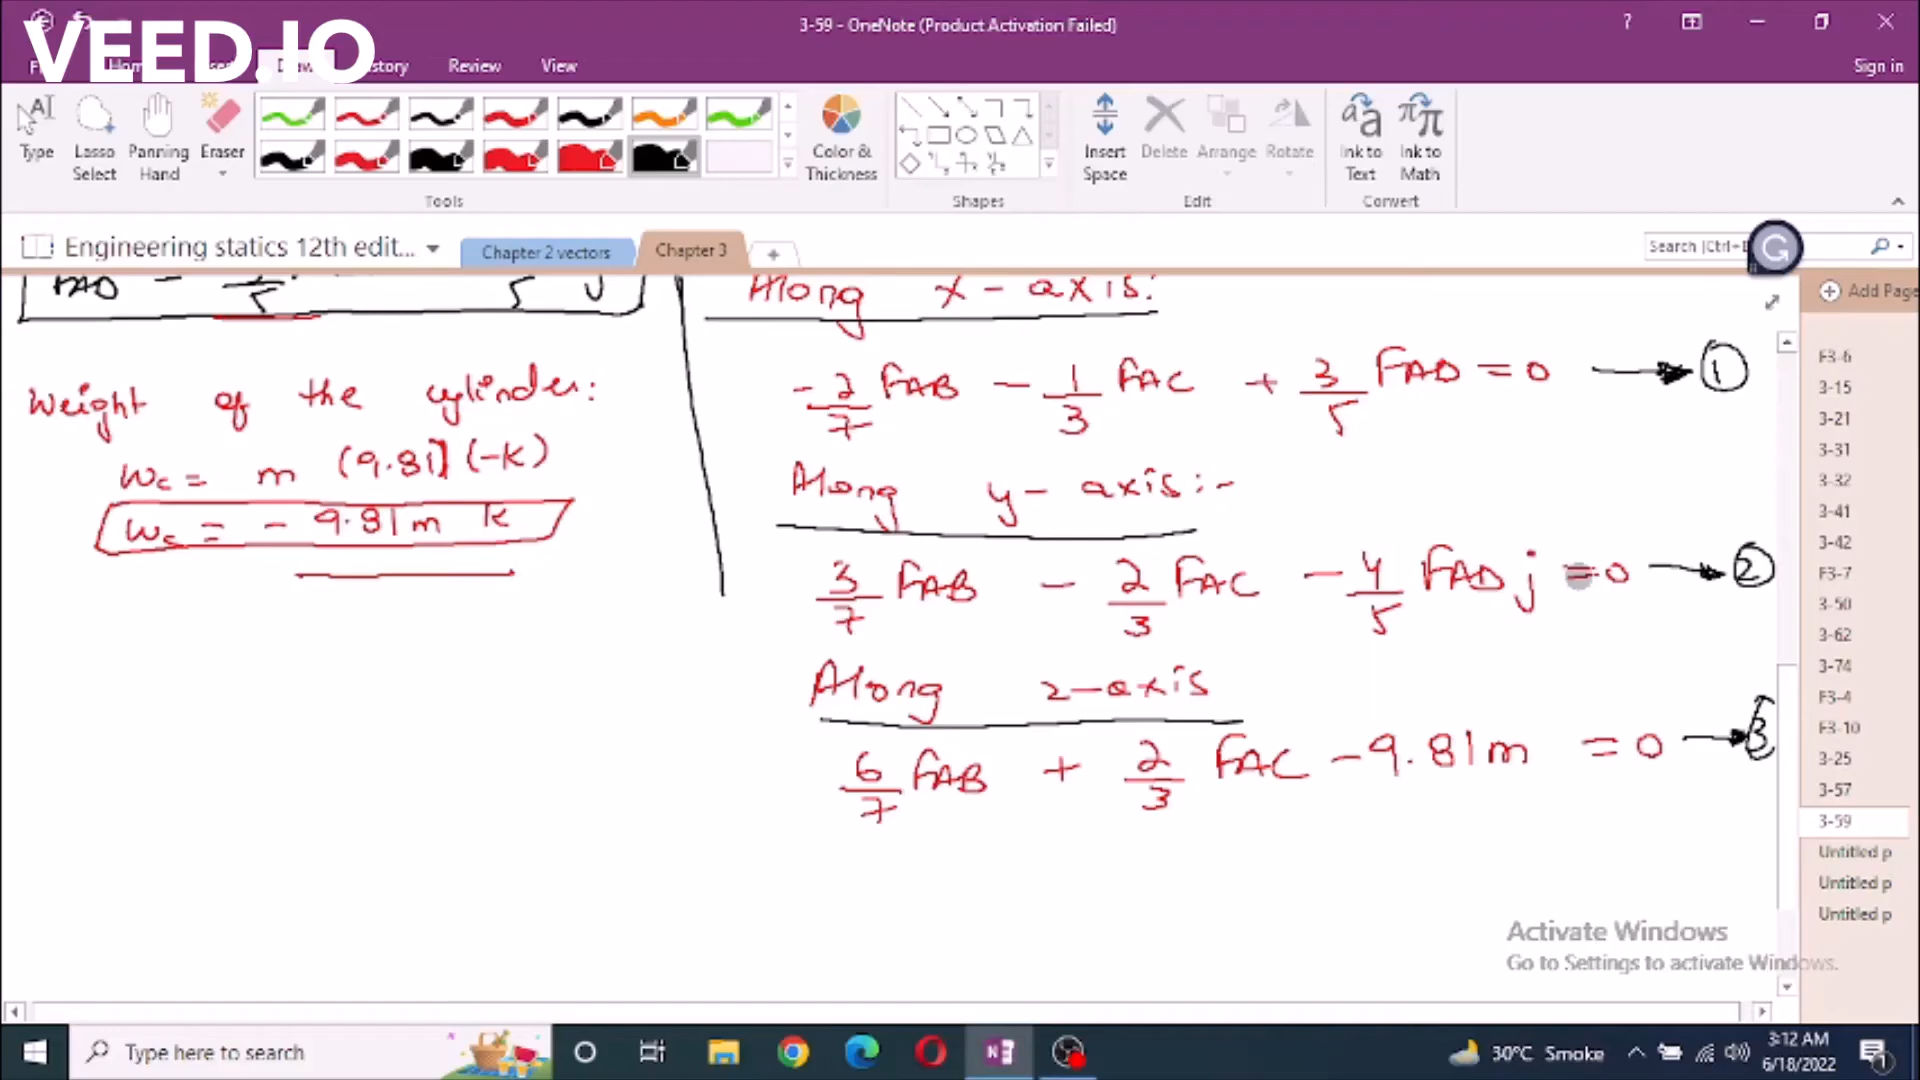 3-59 - OneNote (Product Activation Failed)
VEED.IO
Review
View
Sign in
Type
Lasso Select
Panning Hand
Eraser
Color & Thickness
Insert Space
Delete
Arrange
Rotate
Ink to Text
Ink to Math
Tools
Shapes
Edit
Convert
Engineering statics 12th edit...
Chapter 2 vectors
Chapter 3
Search (Ctrl+E
Add Page
Along x - axis:
-2/7 FAB - 1/3 FAC + 3/5 FAD = 0 → 1
Weight of the cylinder:
Wc = m (9.81) (-k)
Wc = - 9.81m k
Along y - axis:-
3/7 FAB - 2/3 FAC - 4/5 FAD j = 0 → 2
Along z-axis
6/7 FAB + 2/3 FAC - 9.81m = 0 → 3
F3-6
3-15
3-21
3-31
3-32
3-41
3-42
F3-7
3-50
3-62
3-74
F3-4
F3-10
3-25
3-57
3-59
Untitled p
Untitled p
Untitled p
Activate Windows
Go to Settings to activate Windows.
Type here to search
30°C Smoke
3:12 AM
6/18/2022